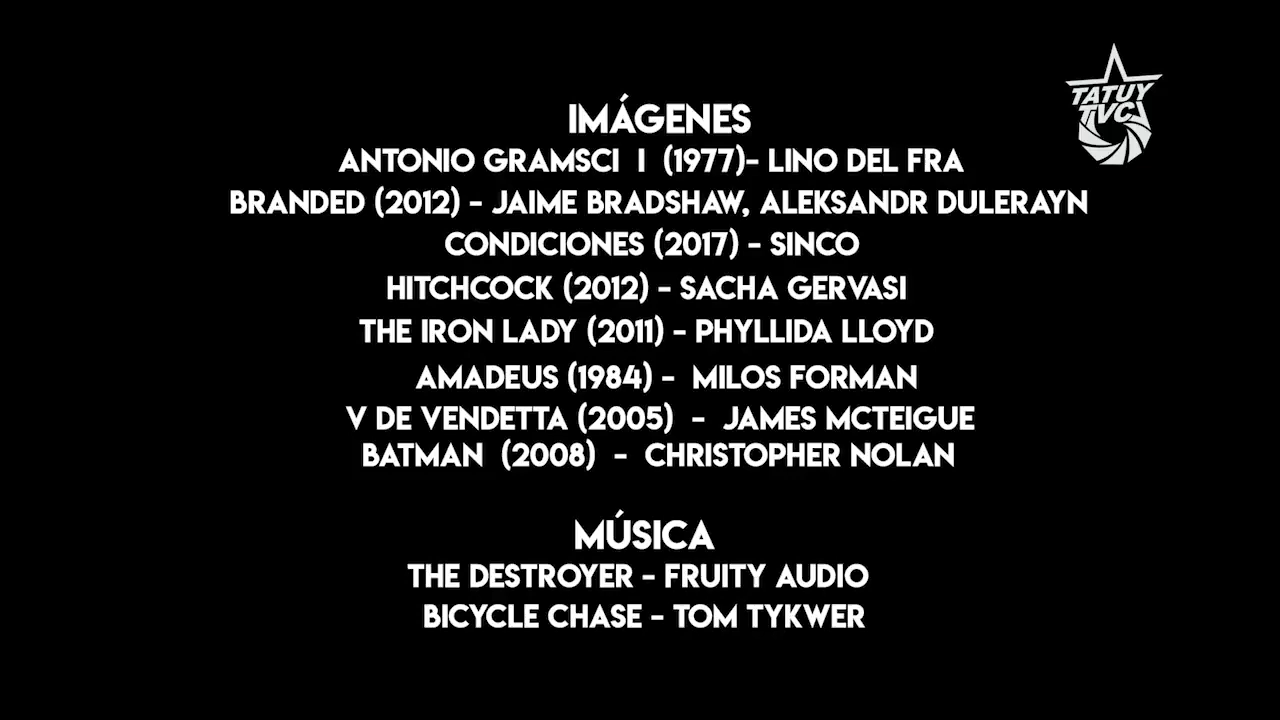 TATUY
TVC
IMÁGENES
ANTONIO GRAMSCI I (1977)- LINO DEL FRA
BRANDED (2012) - JAIME BRADSHAW, ALEKSANDR DULERAYN
CONDICIONES (2017) - SINCO
HITCHCOCK (2012) - SACHA GERVASI
THE IRON LADY (2011) - PHYLLIDA LLOYD
AMADEUS (1984) - MILOS FORMAN
V DE VENDETTA (2005) - JAMES MCTEIGUE
BATMAN (2008) - CHRISTOPHER NOLAN
MÚSICA
THE DESTROYER - FRUITY AUDIO
BICYCLE CHASE - TOM TYKWER